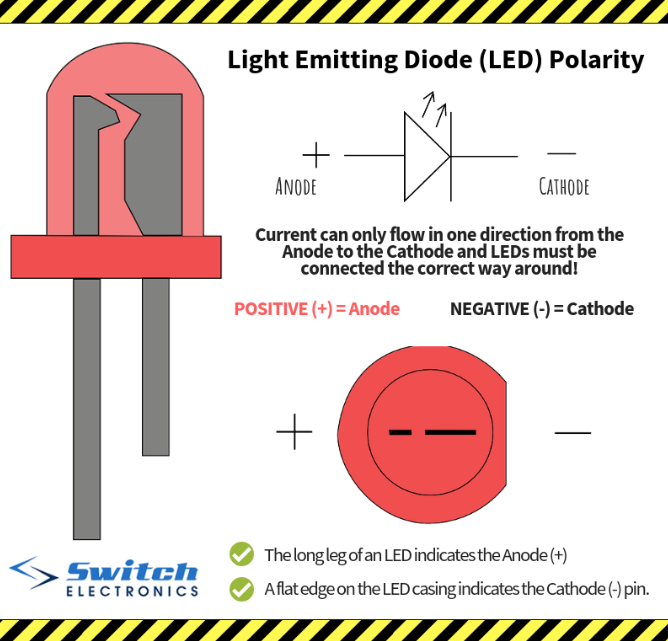 Light Emitting Diode (LED) Polarity
+
−
Anode
Cathode
Current can only flow in one direction from the
Anode to the Cathode and LEDs must be
connected the correct way around!
POSITIVE (+) = Anode
NEGATIVE (-) = Cathode
+
−
The long leg of an LED indicates the Anode (+)
A flat edge on the LED casing indicates the Cathode (-) pin.
Switch
ELECTRONICS